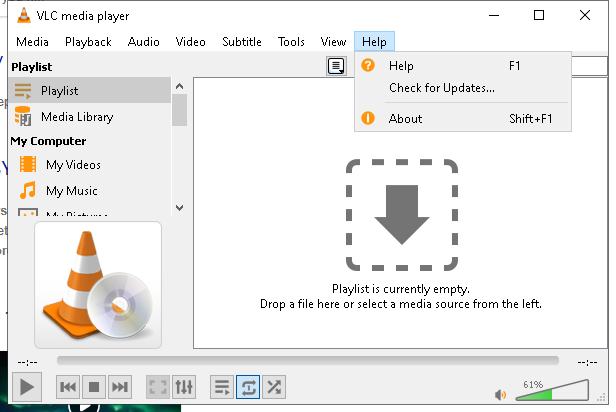 VLC media player
Media Playback Audio Video Subtitle Tools View Help
Playlist
Playlist
Media Library
My Computer
My Videos
My Music
My Pictures
Help F1
Check for Updates...
About Shift+F1
Playlist is currently empty.
Drop a file here or select a media source from the left.
--:-- --:--
61%